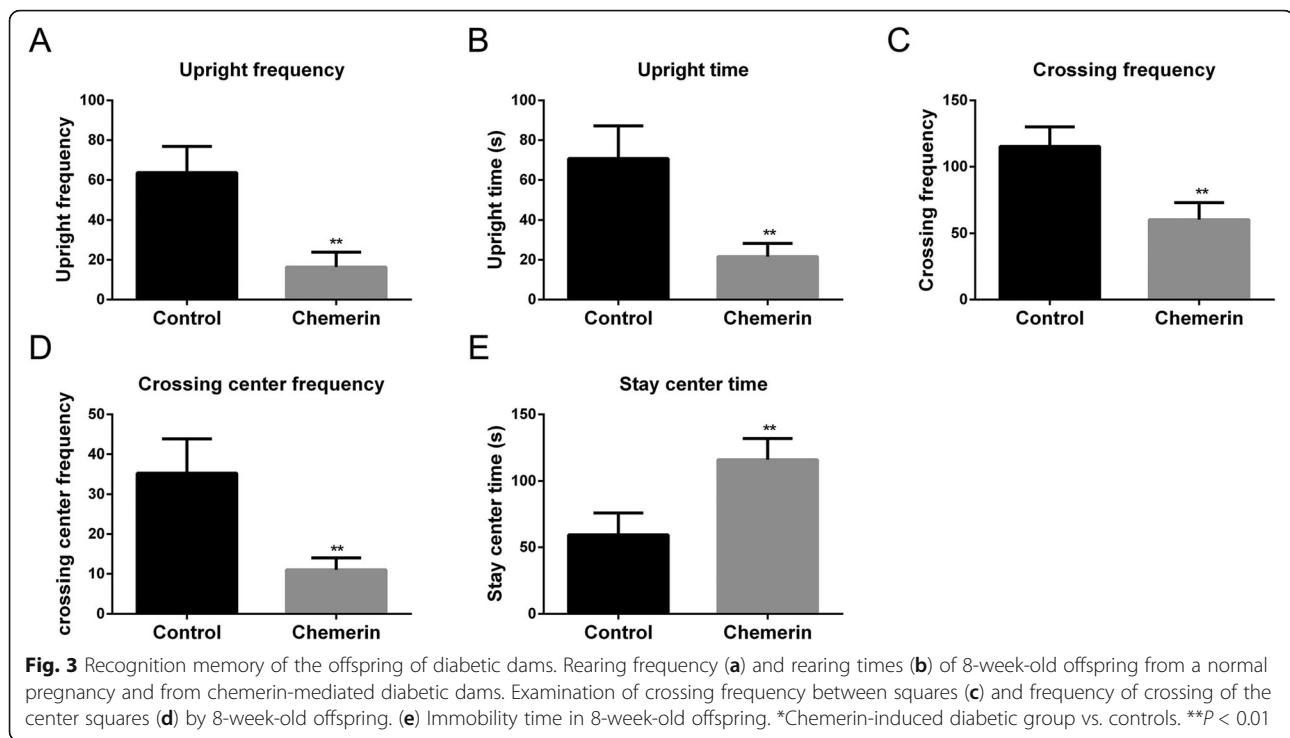 A
Upright frequency
Upright frequency
100
80
60
40
20
0
**
Control Chemerin
B
Upright time
Upright time (s)
100
80
60
40
20
0
**
Control Chemerin
C
Crossing frequency
Crossing frequency
150
100
50
0
**
Control Chemerin
D
Crossing center frequency
crossing center frequency
50
40
30
20
10
0
**
Control Chemerin
E
Stay center time
Stay center time (s)
150
100
50
0
**
Control Chemerin
Fig. 3 Recognition memory of the offspring of diabetic dams. Rearing frequency (a) and rearing times (b) of 8-week-old offspring from a normal
pregnancy and from chemerin-mediated diabetic dams. Examination of crossing frequency between squares (c) and frequency of crossing of the
center squares (d) by 8-week-old offspring. (e) Immobility time in 8-week-old offspring. *Chemerin-induced diabetic group vs. controls. **P < 0.01